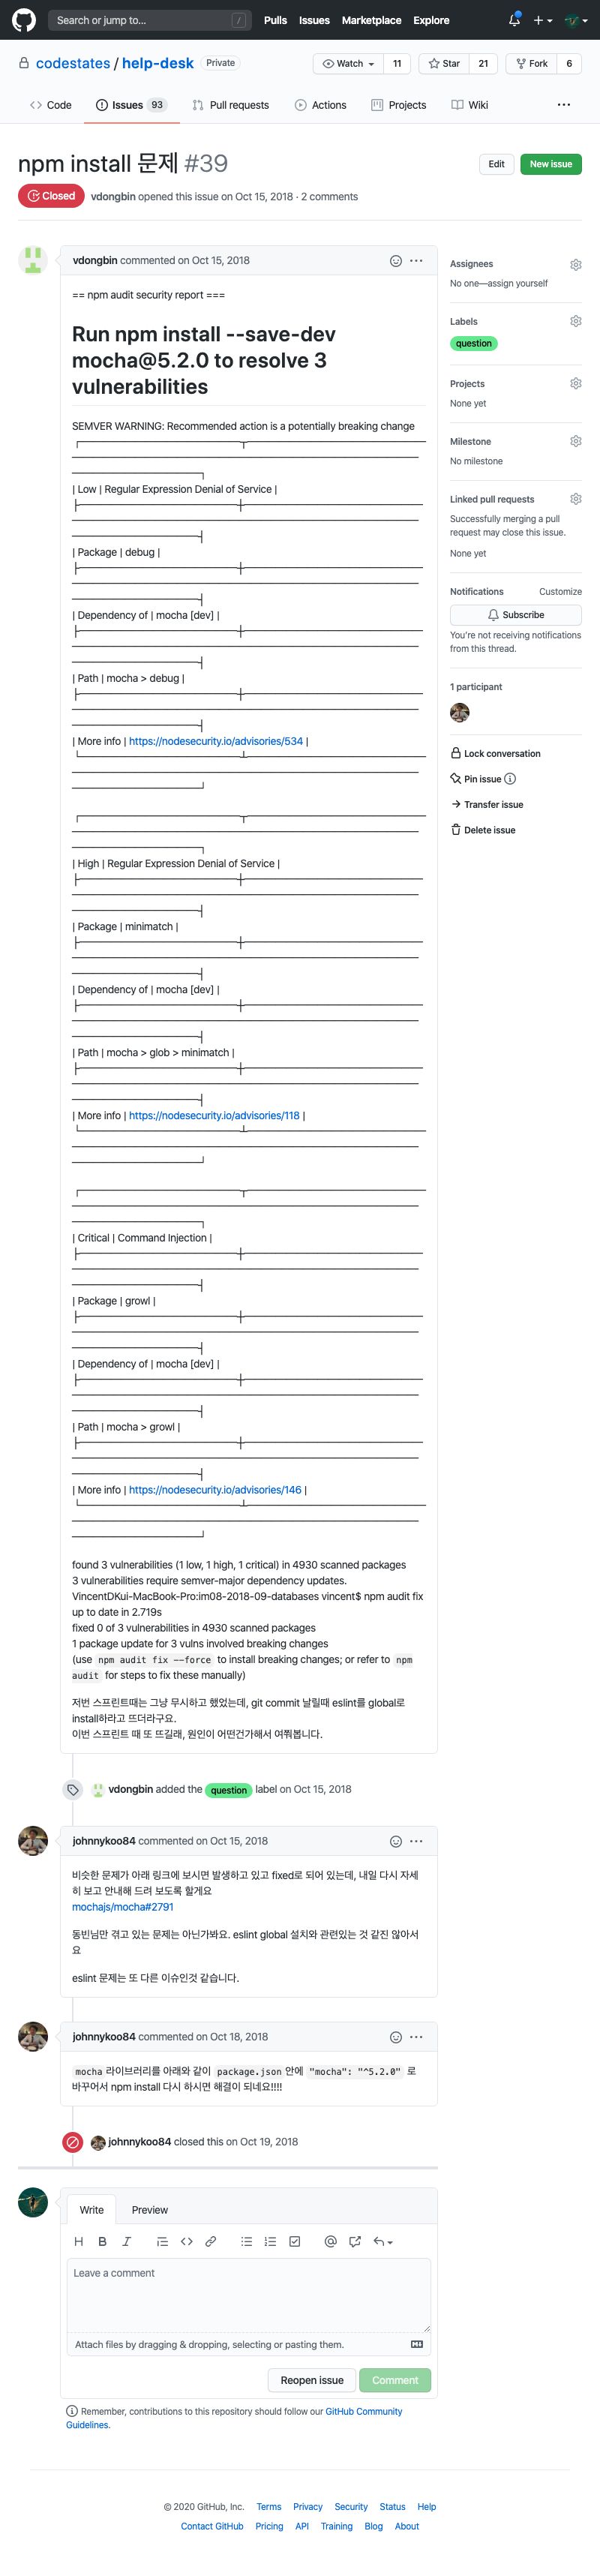 Search or jump to...
/
Pulls Issues Marketplace Explore
codestates / help-desk Private
Watch 11
Star 21
Fork 6
Code
Issues 93
Pull requests
Actions
Projects
Wiki
npm install 문제 #39
Edit
New issue
Closed
vdongbin opened this issue on Oct 15, 2018 · 2 comments
vdongbin commented on Oct 15, 2018
== npm audit security report ===
Run npm install --save-dev
mocha@5.2.0 to resolve 3
vulnerabilities
SEMVER WARNING: Recommended action is a potentially breaking change
| Low | Regular Expression Denial of Service |
| Package | debug |
| Dependency of | mocha [dev] |
| Path | mocha > debug |
| More info | https://nodesecurity.io/advisories/534 |
| High | Regular Expression Denial of Service |
| Package | minimatch |
| Dependency of | mocha [dev] |
| Path | mocha > glob > minimatch |
| More info | https://nodesecurity.io/advisories/118 |
| Critical | Command Injection |
| Package | growl |
| Dependency of | mocha [dev] |
| Path | mocha > growl |
| More info | https://nodesecurity.io/advisories/146 |
found 3 vulnerabilities (1 low, 1 high, 1 critical) in 4930 scanned packages
3 vulnerabilities require semver-major dependency updates.
VincentDKui-MacBook-Pro:im08-2018-09-databases vincent$ npm audit fix
up to date in 2.719s
fixed 0 of 3 vulnerabilities in 4930 scanned packages
1 package update for 3 vulns involved breaking changes
(use npm audit fix --force to install breaking changes; or refer to npm
audit for steps to fix these manually)
저번 스프린트때는 그냥 무시하고 했었는데, git commit 날릴때 eslint를 global로
install하라고 뜨더라구요.
이번 스프린트 때 또 뜨길래, 원인이 어떤건가해서 여쭤봅니다.
vdongbin added the question label on Oct 15, 2018
johnnykoo84 commented on Oct 15, 2018
비슷한 문제가 아래 링크에 보시면 발생하고 있고 fixed로 되어 있는데, 내일 다시 자세
히 보고 안내해 드려 보도록 할게요
mochajs/mocha#2791
동빈님만 겪고 있는 문제는 아닌가봐요. eslint global 설치와 관련있는 것 같진 않아서
요
eslint 문제는 또 다른 이슈인것 같습니다.
johnnykoo84 commented on Oct 18, 2018
mocha 라이브러리를 아래와 같이 package.json 안에 "mocha": "^5.2.0" 로
바꾸어서 npm install 다시 하시면 해결이 되네요!!!!
johnnykoo84 closed this on Oct 19, 2018
Write
Preview
H B I
Leave a comment
Attach files by dragging & dropping, selecting or pasting them.
Reopen issue
Comment
Remember, contributions to this repository should follow our GitHub Community
Guidelines.
Assignees
No one—assign yourself
Labels
question
Projects
None yet
Milestone
No milestone
Linked pull requests
Successfully merging a pull
request may close this issue.
None yet
Notifications
Customize
Subscribe
You're not receiving notifications
from this thread.
1 participant
Lock conversation
Pin issue
Transfer issue
Delete issue
© 2020 GitHub, Inc. Terms Privacy Security Status Help
Contact GitHub Pricing API Training Blog About